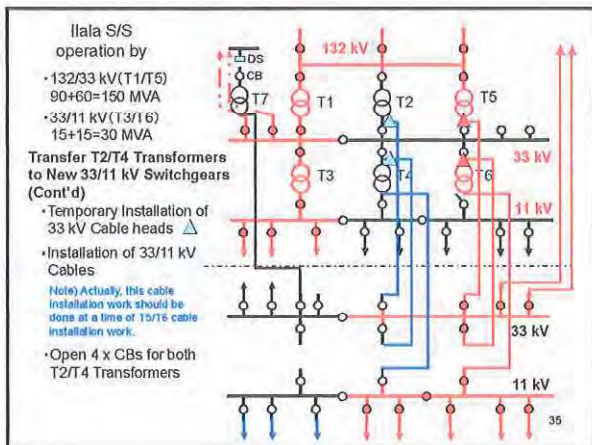 Ilala S/S
operation by
• 132/33 kV(T1/T5)
90+60=150 MVA
• 33/11 kV(T3/T6)
15+15=30 MVA
Transfer T2/T4 Transformers
to New 33/11 kV Switchgears
(Cont'd)
• Temporary Installation of
33 kV Cable heads
• Installation of 33/11 kV
Cables
Note) Actually, this cable
installation work should be
done at a time of T5/T6 cable
installation work.
• Open 4 x CBs for both
T2/T4 Transformers
132 kV
DS
CB
T7
T1
T2
T5
33 kV
T3
T4
T6
11 kV
33 kV
11 kV
35